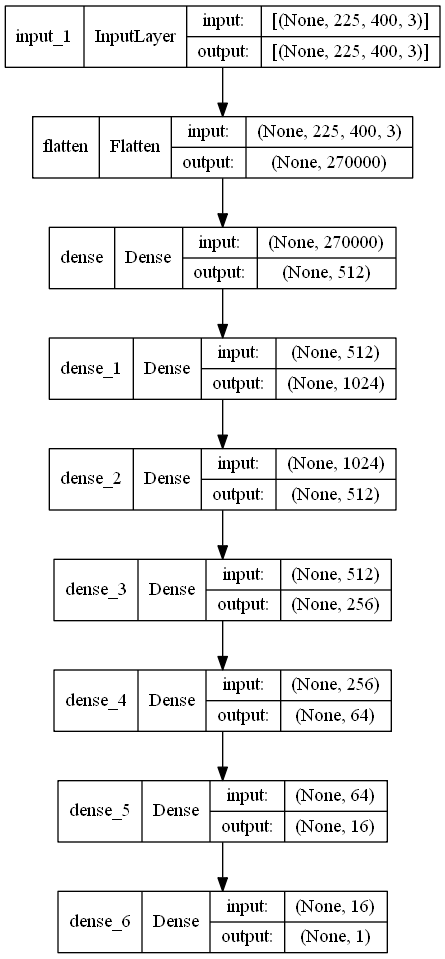 input_1 InputLayer input: [(None, 225, 400, 3)]
output: [(None, 225, 400, 3)]
flatten Flatten input: (None, 225, 400, 3)
output: (None, 270000)
dense Dense input: (None, 270000)
output: (None, 512)
dense_1 Dense input: (None, 512)
output: (None, 1024)
dense_2 Dense input: (None, 1024)
output: (None, 512)
dense_3 Dense input: (None, 512)
output: (None, 256)
dense_4 Dense input: (None, 256)
output: (None, 64)
dense_5 Dense input: (None, 64)
output: (None, 16)
dense_6 Dense input: (None, 16)
output: (None, 1)